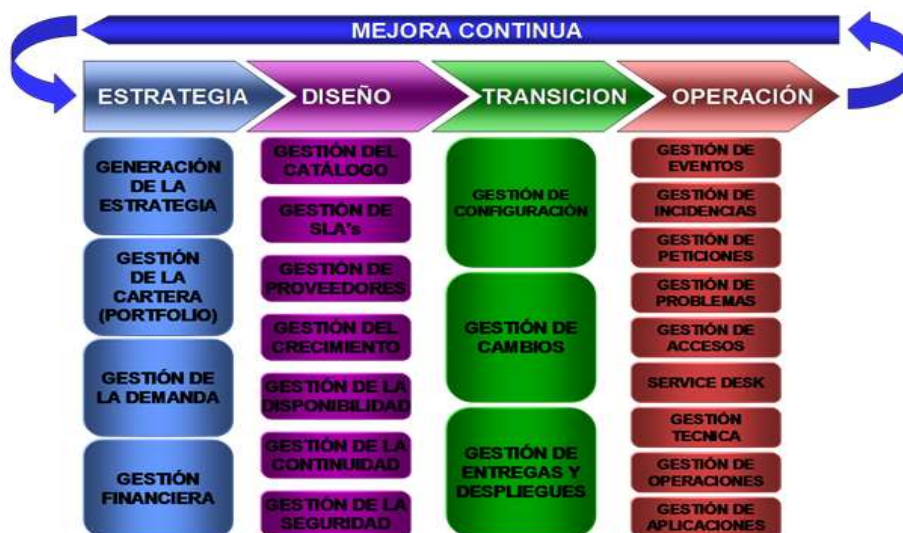 MEJORA CONTINUA
ESTRATEGIA
DISEÑO
TRANSICION
OPERACIÓN
GENERACIÓN
DE LA
ESTRATEGIA
GESTIÓN
DE LA
CARTERA
(PORTFOLIO)
GESTIÓN DE
LA DEMANDA
GESTIÓN
FINANCIERA
GESTIÓN DEL
CATÁLOGO
GESTIÓN DE
SLA's
GESTIÓN DE
PROVEEDORES
GESTIÓN DEL
CRECIMIENTO
GESTIÓN DE LA
DISPONIBILIDAD
GESTIÓN DE LA
CONTINUIDAD
GESTIÓN DE LA
SEGURIDAD
GESTIÓN DE
CONFIGURACIÓN
GESTIÓN DE
CAMBIOS
GESTIÓN DE
ENTREGAS Y
DESPLIEGUES
GESTIÓN DE
EVENTOS
GESTIÓN DE
INCIDENCIAS
GESTIÓN DE
PETICIONES
GESTIÓN DE
PROBLEMAS
GESTIÓN DE
ACCESOS
SERVICE DESK
GESTIÓN
TECNICA
GESTIÓN DE
OPERACIONES
GESTIÓN DE
APLICACIONES